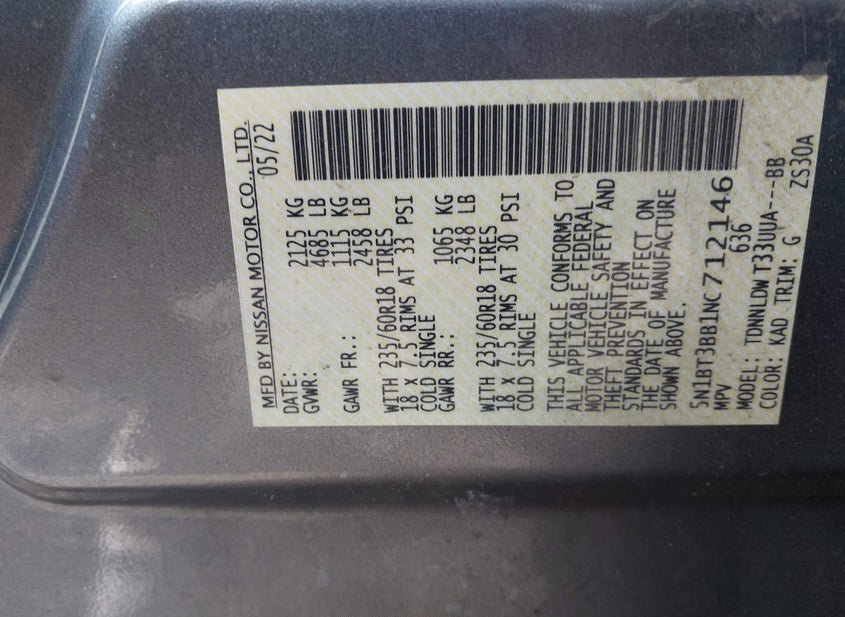 MFD BY NISSAN MOTOR CO., LTD.
DATE: 05/22
GVWR: 2125 KG
4685 LB
GAWR FR.: 1115 KG
2458 LB
WITH 235/60R18 TIRES
18 x 7.5 RIMS AT 33 PSI
COLD SINGLE
GAWR RR.: 1065 KG
2348 LB
WITH 235/60R18 TIRES
18 x 7.5 RIMS AT 30 PSI
COLD SINGLE
THIS VEHICLE CONFORMS TO
ALL APPLICABLE FEDERAL
MOTOR VEHICLE SAFETY AND
THEFT PREVENTION
STANDARDS IN EFFECT ON
THE DATE OF MANUFACTURE
SHOWN ABOVE.
5N1BT3BB1NC712146
MPV 636
MODEL: TDNNLDW T33UUA---BB
COLOR: KAD TRIM: G ZS30A